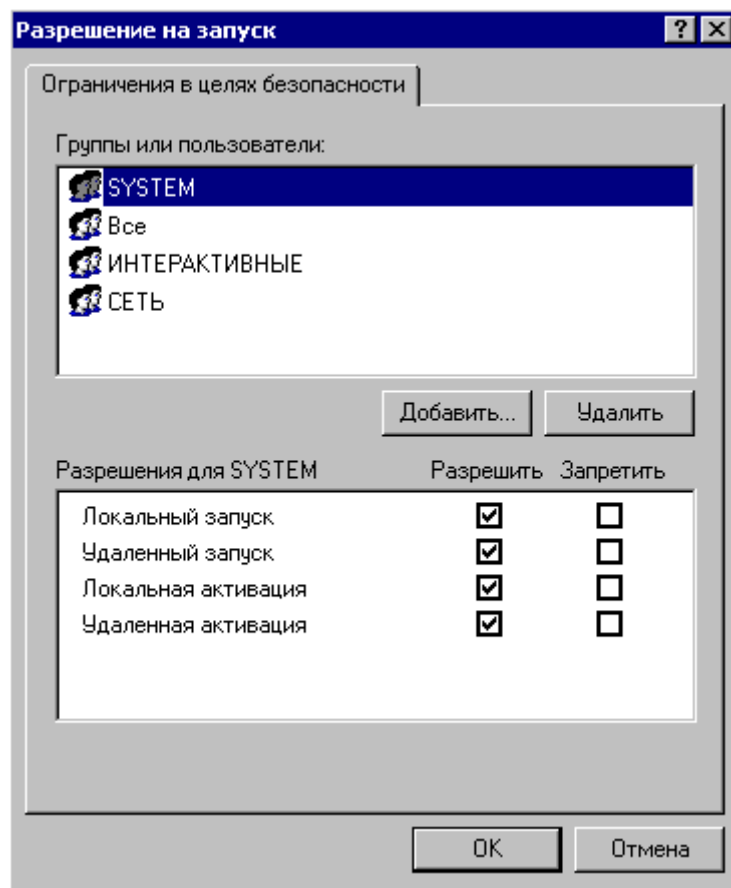 Разрешение на запуск
Ограничения в целях безопасности
Группы или пользователи:
SYSTEM
Все
ИНТЕРАКТИВНЫЕ
СЕТЬ
Добавить... Удалить
Разрешения для SYSTEM Разрешить Запретить
Локальный запуск
Удаленный запуск
Локальная активация
Удаленная активация
OK Отмена